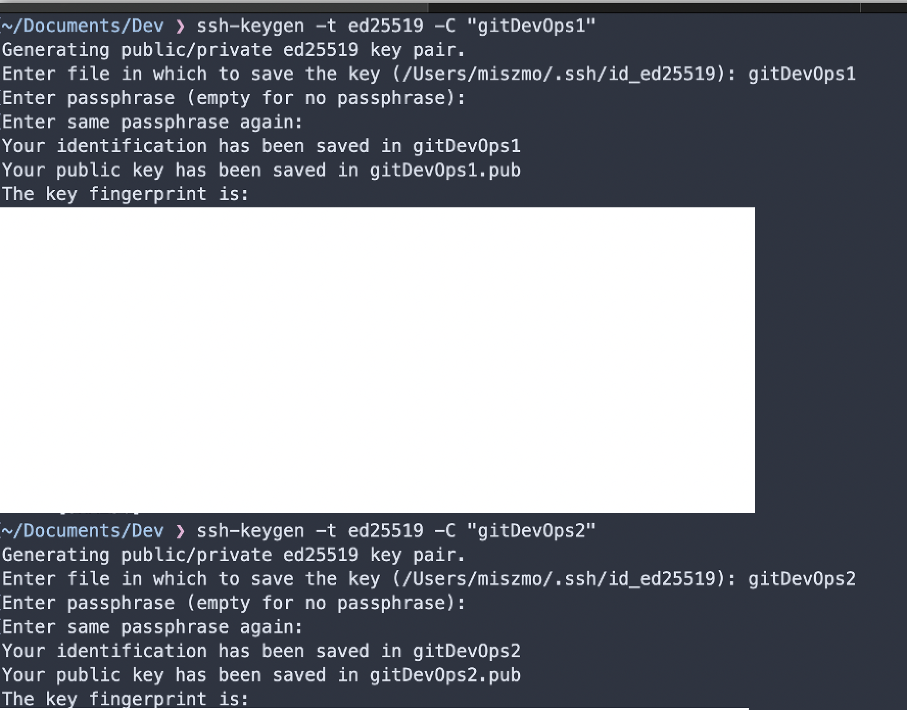 ~/Documents/Dev ❯ ssh-keygen -t ed25519 -C "gitDevOps1"
Generating public/private ed25519 key pair.
Enter file in which to save the key (/Users/miszmo/.ssh/id_ed25519): gitDevOps1
Enter passphrase (empty for no passphrase):
Enter same passphrase again:
Your identification has been saved in gitDevOps1
Your public key has been saved in gitDevOps1.pub
The key fingerprint is:
~/Documents/Dev ❯ ssh-keygen -t ed25519 -C "gitDevOps2"
Generating public/private ed25519 key pair.
Enter file in which to save the key (/Users/miszmo/.ssh/id_ed25519): gitDevOps2
Enter passphrase (empty for no passphrase):
Enter same passphrase again:
Your identification has been saved in gitDevOps2
Your public key has been saved in gitDevOps2.pub
The key fingerprint is: